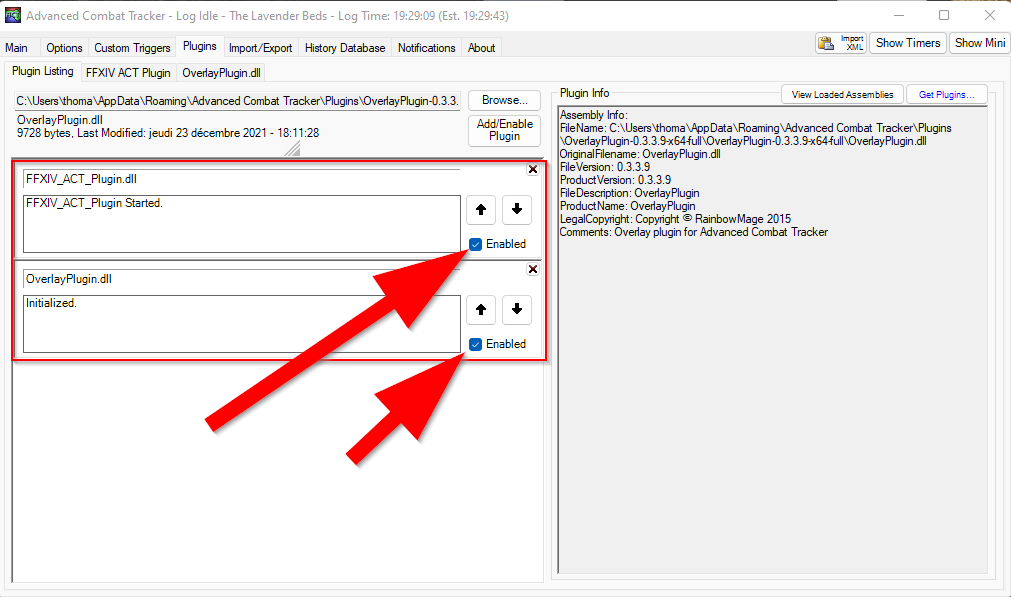 Advanced Combat Tracker - Log Idle - The Lavender Beds - Log Time: 19:29:09 (Est. 19:29:43)
Main Options Custom Triggers Plugins Import/Export History Database Notifications About
Import XML Show Timers Show Mini
Plugin Listing FFXIV ACT Plugin OverlayPlugin.dll
C:\Users\thoma\AppData\Roaming\Advanced Combat Tracker\Plugins\OverlayPlugin-0.3.3.
Browse...
OverlayPlugin.dll
9728 bytes, Last Modified: jeudi 23 décembre 2021 - 18:11:28
Add/Enable
Plugin
FFXIV_ACT_Plugin.dll
FFXIV_ACT_Plugin Started.
Enabled
OverlayPlugin.dll
Initialized.
Enabled
Plugin Info
View Loaded Assemblies
Get Plugins...
Assembly Info:
FileName: C:\Users\thoma\AppData\Roaming\Advanced Combat Tracker\Plugins
\OverlayPlugin-0.3.3.9-x64-full\OverlayPlugin-0.3.3.9-x64-full\OverlayPlugin.dll
OriginalFilename: OverlayPlugin.dll
FileVersion: 0.3.3.9
ProductVersion: 0.3.3.9
FileDescription: OverlayPlugin
ProductName: OverlayPlugin
LegalCopyright: Copyright © RainbowMage 2015
Comments: Overlay plugin for Advanced Combat Tracker